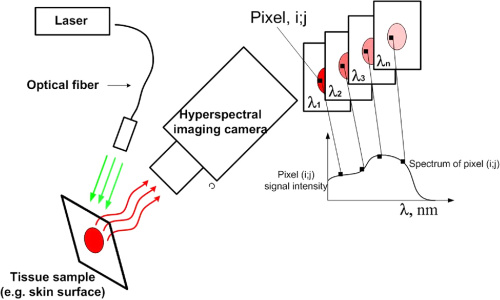 Laser
Pixel, i;j
Optical fiber
λ1
λ2
λ3
λn
Hyperspectral
imaging camera
Pixel (i;j)
signal intensity
Spectrum of pixel (i;j)
λ, nm
Tissue sample
(e.g. skin surface)